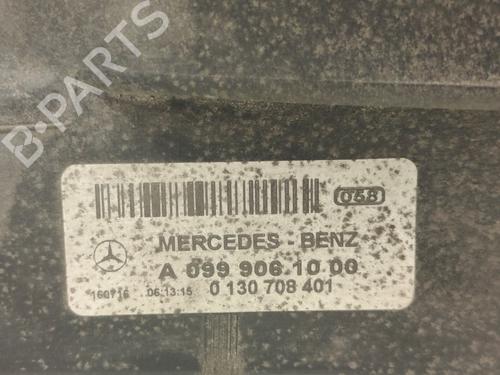 B-PARTS
058
MERCEDES - BENZ
A 099 906 10 00
160716 06:13:15 0 130 708 401